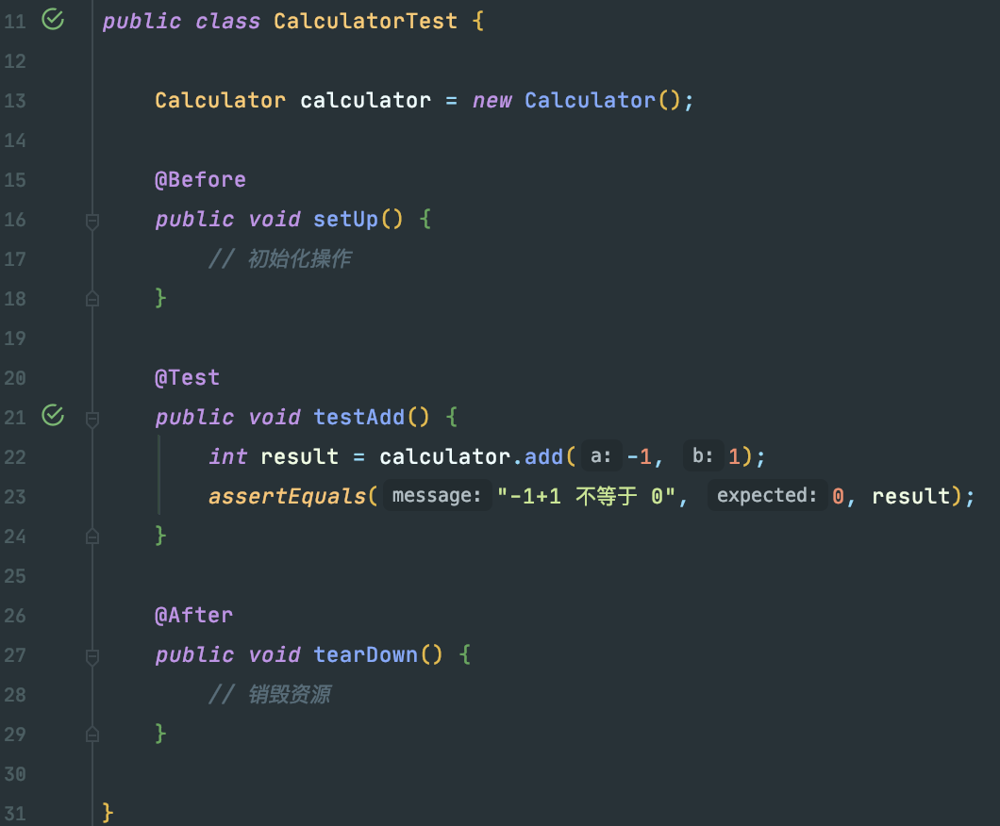 11 public class CalculatorTest {
12
13 Calculator calculator = new Calculator();
14
15 @Before
16 public void setUp() {
17 // 初始化操作
18 }
19
20 @Test
21 public void testAdd() {
22 int result = calculator.add( a: -1, b: 1);
23 assertEquals( message: "-1+1 不等于 0", expected: 0, result);
24 }
25
26 @After
27 public void tearDown() {
28 // 销毁资源
29 }
30
31 }